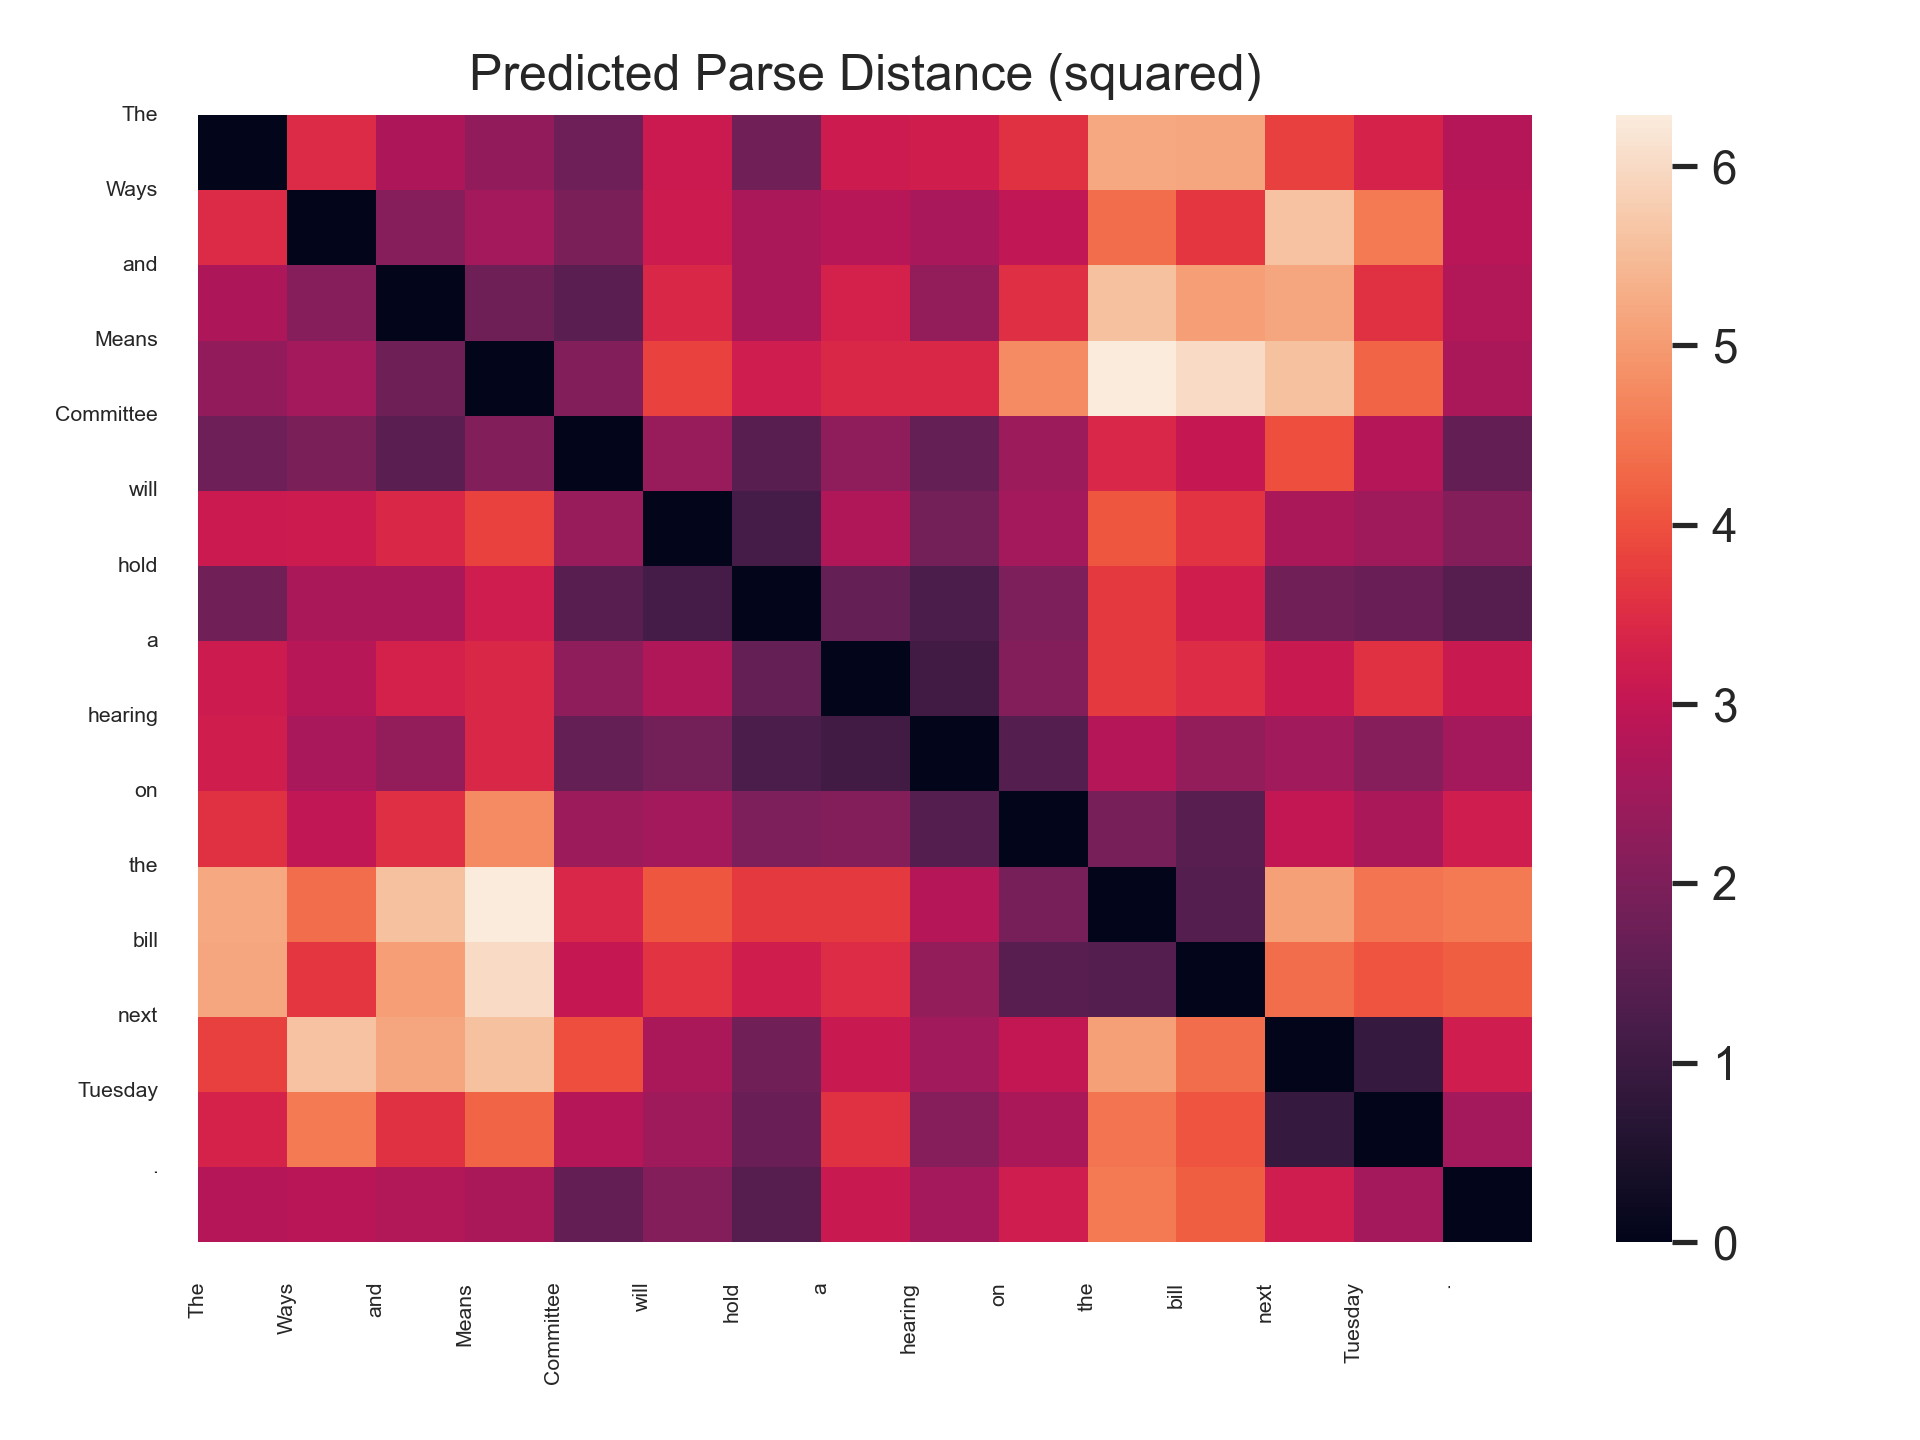 Predicted Parse Distance (squared)
The
Ways
and
Means
Committee
will
hold
a
hearing
on
the
bill
next
Tuesday
.
The
Ways
and
Means
Committee
will
hold
a
hearing
on
the
bill
next
Tuesday
.
6
5
4
3
2
1
0